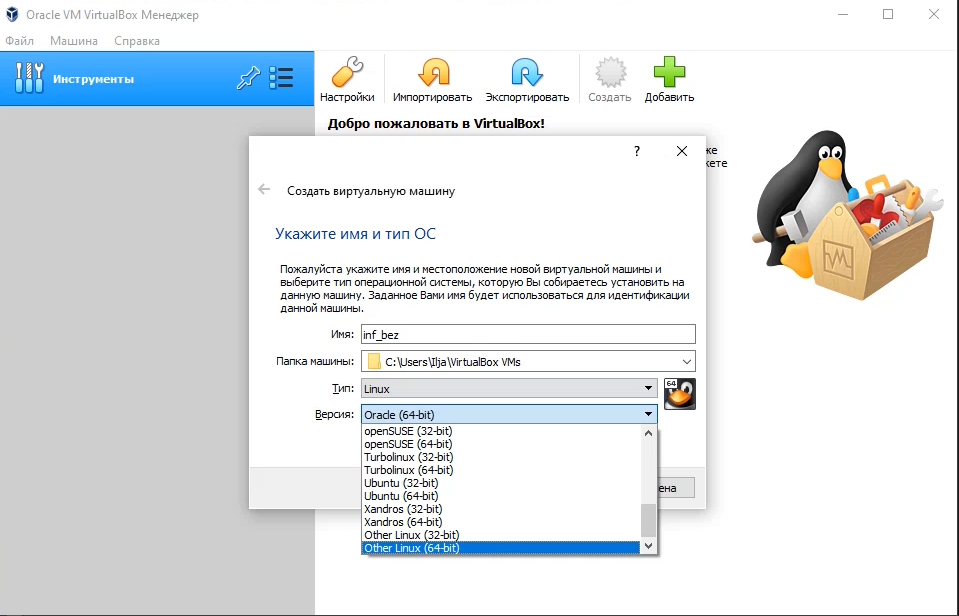 Oracle VM VirtualBox Менеджер
Файл Машина Справка
Инструменты
Настройки Импортировать Экспортировать Создать Добавить
Добро пожаловать в VirtualBox!
же
жете
?
Создать виртуальную машину
Укажите имя и тип ОС
Пожалуйста укажите имя и местоположение новой виртуальной машины и
выберите тип операционной системы, которую Вы собираетесь установить на
данную машину. Заданное Вами имя будет использоваться для идентификации
данной машины.
Имя: inf_bez
Папка машины: C:\Users\Ilja\VirtualBox VMs
Тип: Linux
64
Версия: Oracle (64-bit)
openSUSE (32-bit)
openSUSE (64-bit)
Turbolinux (32-bit)
Turbolinux (64-bit)
Ubuntu (32-bit)
Ubuntu (64-bit)
ена
Xandros (32-bit)
Xandros (64-bit)
Other Linux (32-bit)
Other Linux (64-bit)